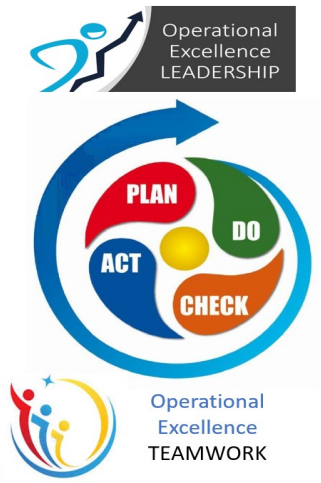 Operational
Excellence
LEADERSHIP
PLAN
DO
ACT
CHECK
Operational
Excellence
TEAMWORK